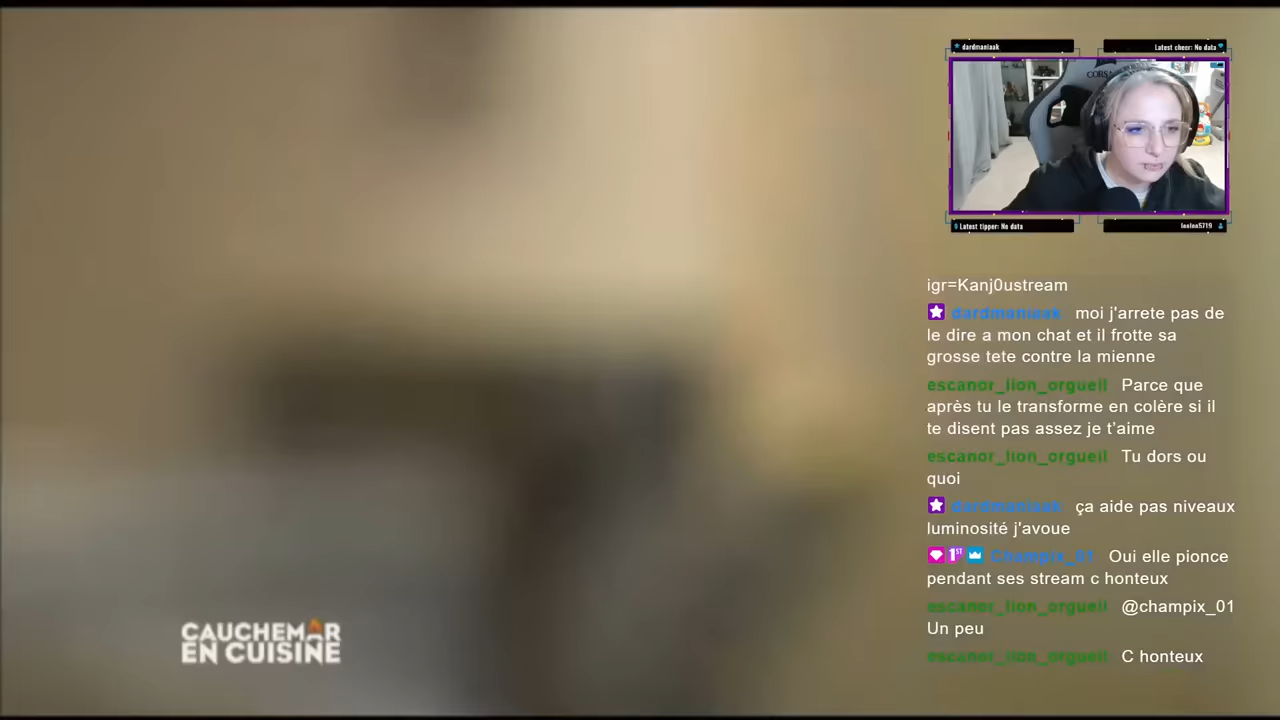 dardmaniaak
Latest cheer: No data
CORSA
Latest tipper: No data
igr=Kanj0ustream
dardmaniaak moi j'arrete pas de
le dire a mon chat et il frotte sa
grosse tete contre la mienne
escanor_lion_orgueil Parce que
après tu le transforme en colère si il
te disent pas assez je t'aime
escanor_lion_orgueil Tu dors ou
quoi
dardmaniaak ça aide pas niveaux
luminosité j'avoue
1ST Champix_01 Oui elle pionce
pendant ses stream c honteux
escanor_lion_orgueil @champix_01
Un peu
escanor_lion_orgueil C honteux
CAUCHEMAR
EN CUISINE